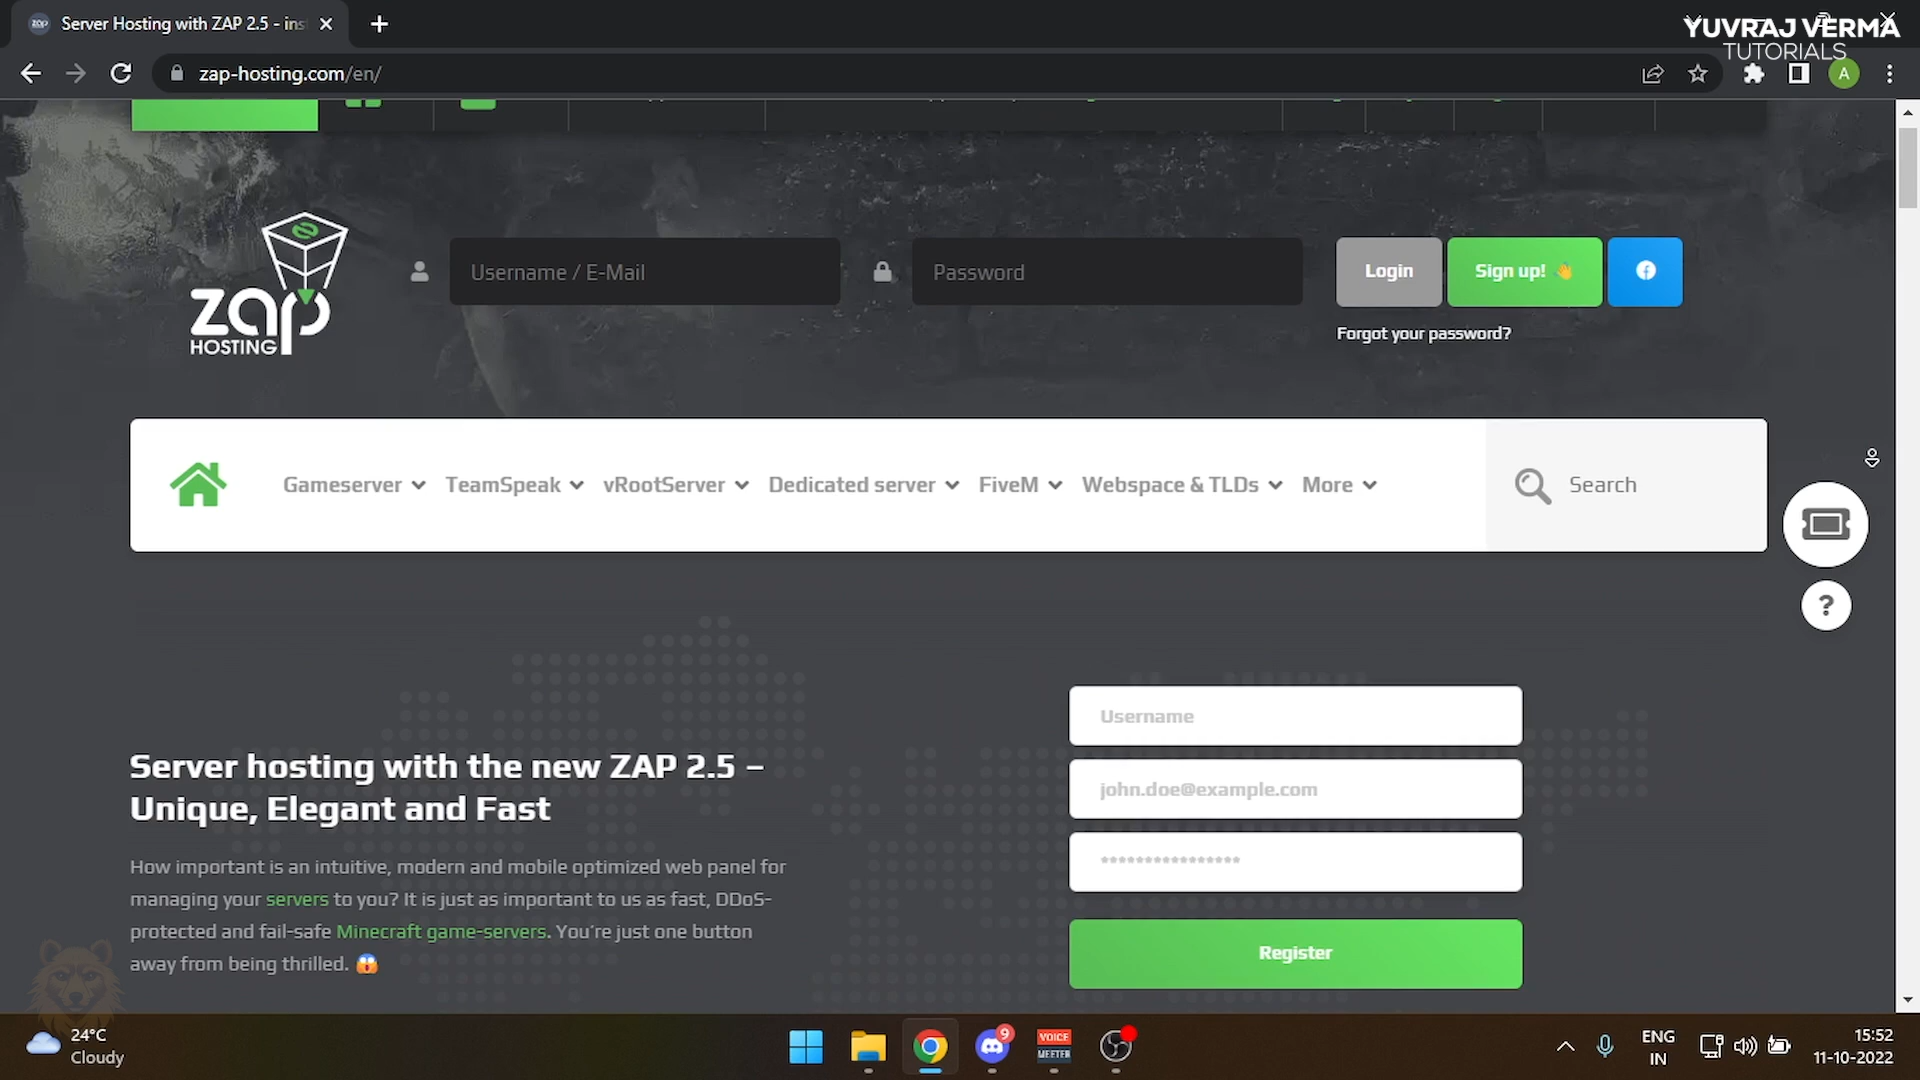 Server Hosting with ZAP 2.5 - ins
YUVRAJ VERMA
TUTORIALS
zap-hosting.com/en/
A
zap
HOSTING
Username / E-Mail
Password
Login
Sign up! 👋
Forgot your password?
Gameserver
TeamSpeak
vRootServer
Dedicated server
FiveM
Webspace & TLDs
More
Search
?
Username
john.doe@example.com
****************
Register
Server hosting with the new ZAP 2.5 –
Unique, Elegant and Fast
How important is an intuitive, modern and mobile optimized web panel for
managing your servers to you? It is just as important to us as fast, DDoS-
protected and fail-safe Minecraft game-servers. You´re just one button
away from being thrilled. 😱
24°C
Cloudy
9
VOICE
MEETER
ENG
IN
15:52
11-10-2022